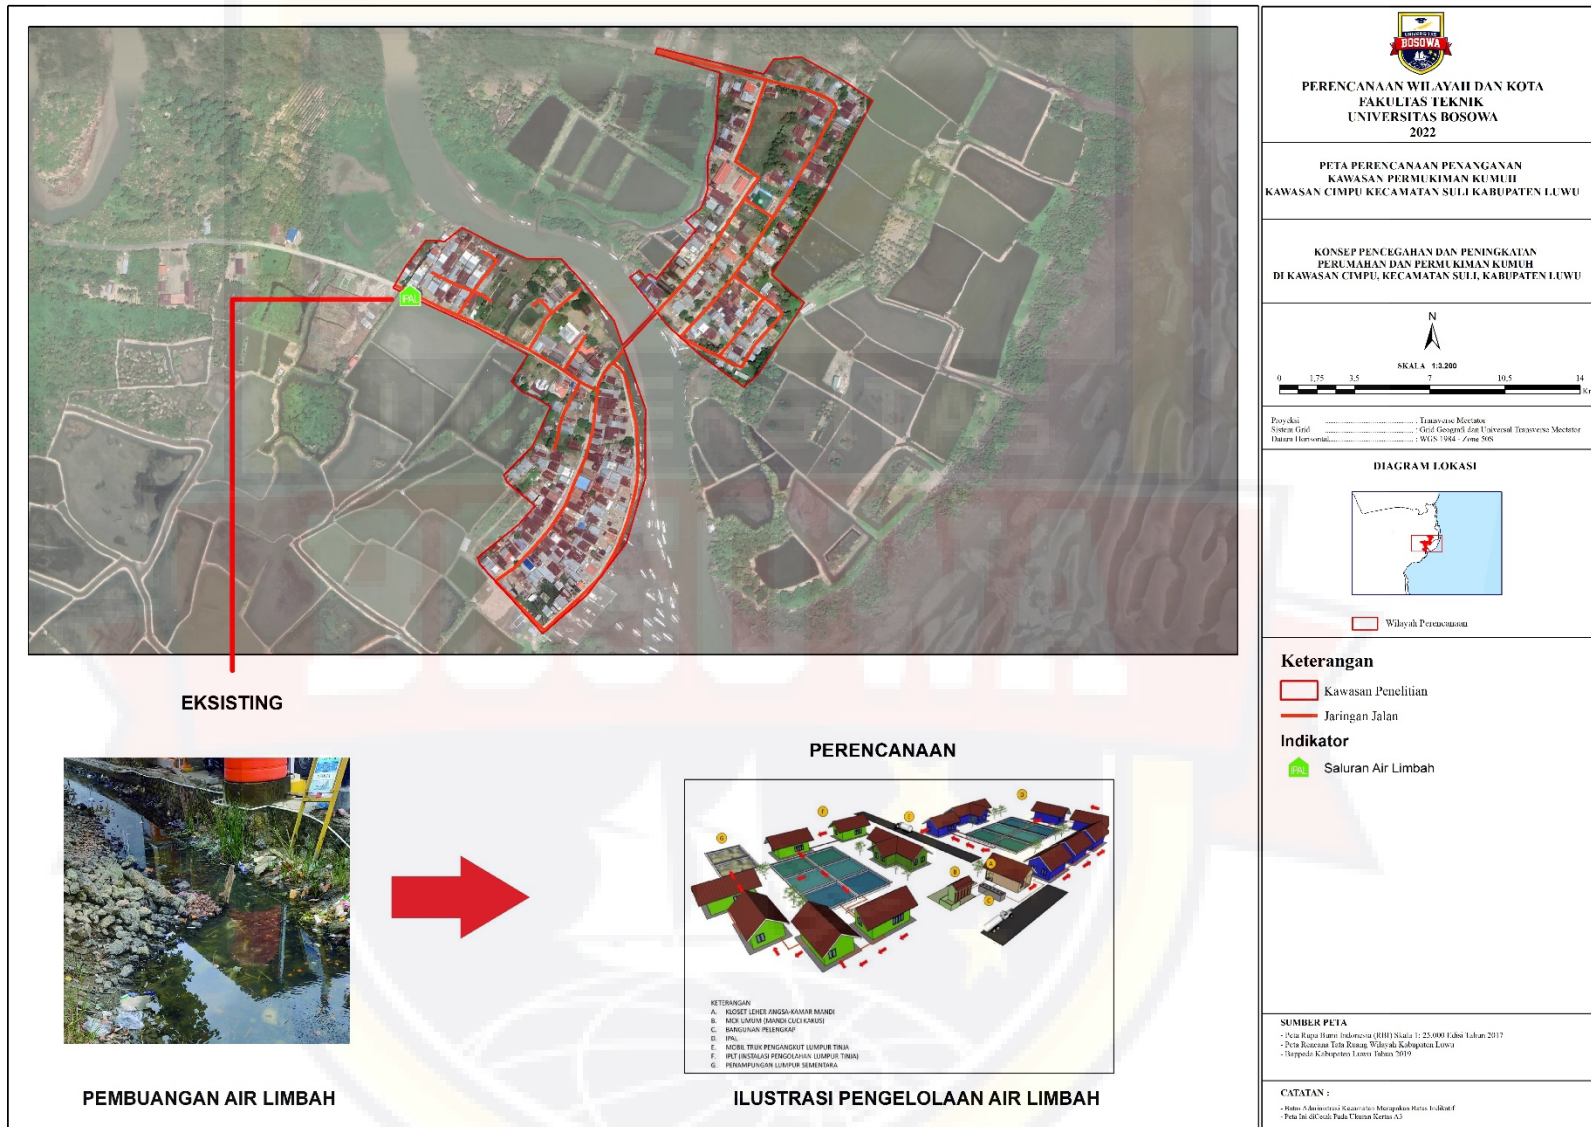 UNIVERSITAS
BOSOWA
PERENCANAAN WILAYAH DAN KOTA
FAKULTAS TEKNIK
UNIVERSITAS BOSOWA
2022
PETA PERENCANAAN PENANGANAN
KAWASAN PERMUKIMAN KUMUH
KAWASAN CIMPU KECAMATAN SULI KABUPATEN LUWU
KONSEP PENCEGAHAN DAN PENINGKATAN
PERUMAHAN DAN PERMUKIMAN KUMUH
DI KAWASAN CIMPU, KECAMATAN SULI, KABUPATEN LUWU
N
SKALA 1:3.200
0 1,75 3,5 7 10,5 14
Km
Proyeksi : Transverse Mercator
Sistem Grid : Grid Geografi dan Universal Transverse Mercator
Datum Horisontal : WGS 1984 - Zone 50S
DIAGRAM LOKASI
Wilayah Perencanaan
Keterangan
Kawasan Penelitian
Jaringan Jalan
Indikator
IPAL Saluran Air Limbah
SUMBER PETA
- Peta Rupa Bumi Indonesia (RBI) Skala 1: 25.000 Edisi Tahun 2017
- Peta Rencana Tata Ruang Wilayah Kabupaten Luwu
- Bappeda Kabupaten Luwu Tahun 2019
CATATAN :
- Batas Administrasi Kecamatan Merupakan Batas Indikatif
- Peta Ini diCetak Pada Ukuran Kertas A3
IPAL
EKSISTING
PEMBUANGAN AIR LIMBAH
PERENCANAAN
G
F
E
D
A
B
C
KETERANGAN
A. KLOSET LEHER ANGSA-KAMAR MANDI
B. MCK UMUM (MANDI CUCI KAKUS)
C. BANGUNAN PELENGKAP
D. IPAL
E. MOBIL TRUK PENGANGKUT LUMPUR TINJA
F. IPLT (INSTALASI PENGOLAHAN LUMPUR TINJA)
G. PENAMPUNGAN LUMPUR SEMENTARA
ILUSTRASI PENGELOLAAN AIR LIMBAH